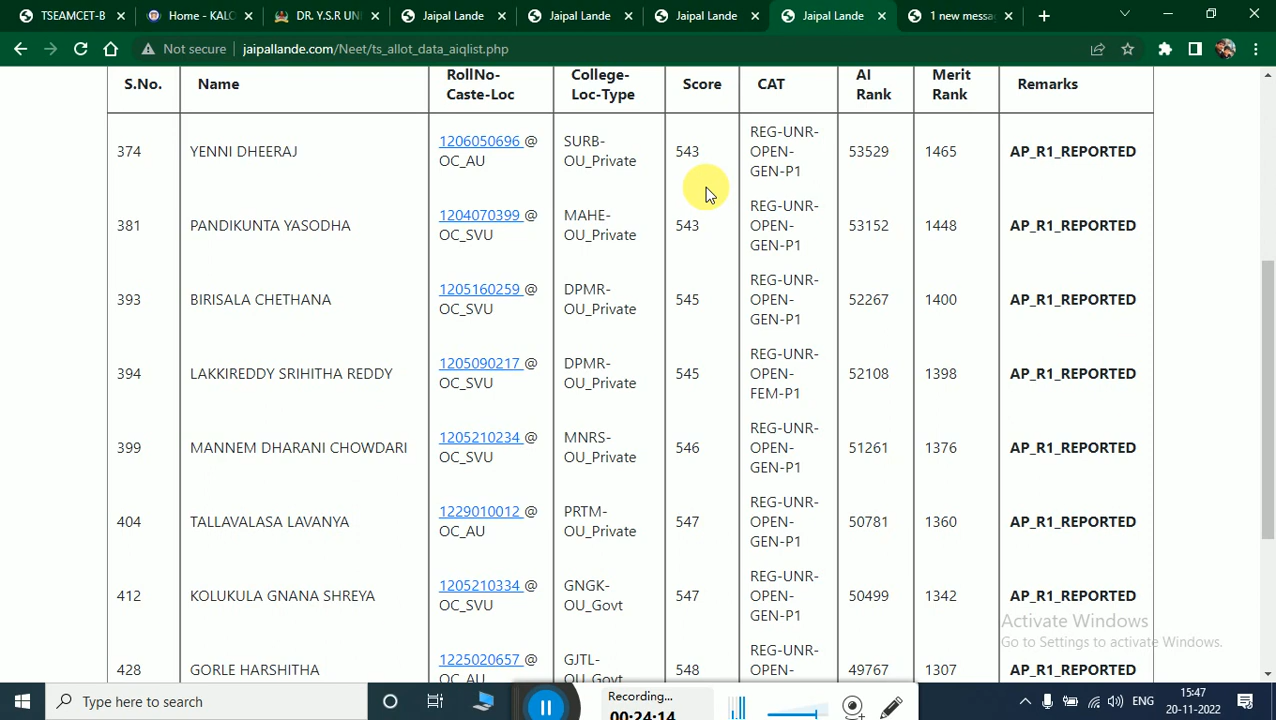 TSEAMCET-B
Home - KALO
DR. Y.S.R UNI
Jaipal Lande
Jaipal Lande
Jaipal Lande
Jaipal Lande
1 new messa
Not secure
jaipallande.com/Neet/ts_allot_data_aiqlist.php
S.No. Name RollNo-Caste-Loc College-Loc-Type Score CAT AI Rank Merit Rank Remarks
374 YENNI DHEERAJ 1206050696 @ OC_AU SURB-OU_Private 543 REG-UNR-OPEN-GEN-P1 53529 1465 AP_R1_REPORTED
381 PANDIKUNTA YASODHA 1204070399 @ OC_SVU MAHE-OU_Private 543 REG-UNR-OPEN-GEN-P1 53152 1448 AP_R1_REPORTED
393 BIRISALA CHETHANA 1205160259 @ OC_SVU DPMR-OU_Private 545 REG-UNR-OPEN-GEN-P1 52267 1400 AP_R1_REPORTED
394 LAKKIREDDY SRIHITHA REDDY 1205090217 @ OC_SVU DPMR-OU_Private 545 REG-UNR-OPEN-FEM-P1 52108 1398 AP_R1_REPORTED
399 MANNEM DHARANI CHOWDARI 1205210234 @ OC_SVU MNRS-OU_Private 546 REG-UNR-OPEN-GEN-P1 51261 1376 AP_R1_REPORTED
404 TALLAVALASA LAVANYA 1229010012 @ OC_AU PRTM-OU_Private 547 REG-UNR-OPEN-GEN-P1 50781 1360 AP_R1_REPORTED
412 KOLUKULA GNANA SHREYA 1205210334 @ OC_SVU GNGK-OU_Govt 547 REG-UNR-OPEN-GEN-P1 50499 1342 AP_R1_REPORTED
428 GORLE HARSHITHA 1225020657 @ OC_AU GJTL-OU_Govt 548 REG-UNR-OPEN- 49767 1307 AP_R1_REPORTED
Activate Windows
Go to Settings to activate Windows.
Type here to search
Recording...
00:24:14
ENG
15:47
20-11-2022